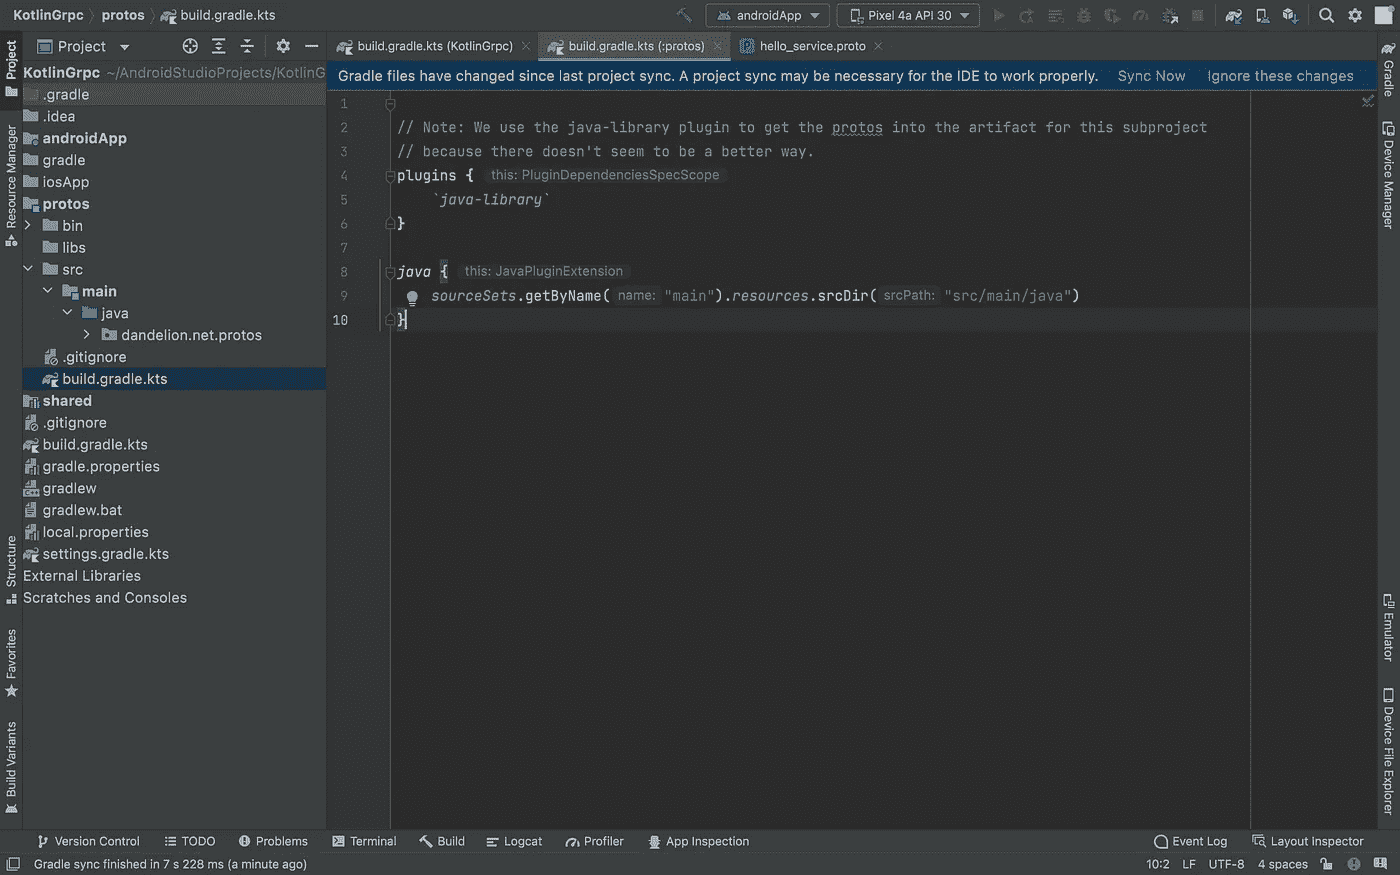 KotlinGrpc protos build.gradle.kts androidApp Pixel 4a API 30
Project build.gradle.kts (KotlinGrpc) build.gradle.kts (:protos) hello_service.proto
KotlinGrpc ~/AndroidStudioProjects/KotlinG
Gradle files have changed since last project sync. A project sync may be necessary for the IDE to work properly. Sync Now Ignore these changes
.gradle
.idea
androidApp
gradle
iosApp
protos
bin
libs
src
main
java
dandelion.net.protos
.gitignore
build.gradle.kts
shared
.gitignore
build.gradle.kts
gradle.properties
gradlew
gradlew.bat
local.properties
settings.gradle.kts
External Libraries
Scratches and Consoles
1
2 // Note: We use the java-library plugin to get the protos into the artifact for this subproject
3 // because there doesn't seem to be a better way.
4 plugins { this: PluginDependenciesSpecScope
5 `java-library`
6 }
7
8 java { this: JavaPluginExtension
9 sourceSets.getByName( name: "main").resources.srcDir( srcPath: "src/main/java")
10 }
Project
Resource Manager
Structure
Favorites
Build Variants
Gradle
Device Manager
Emulator
Device File Explorer
Version Control TODO Problems Terminal Build Logcat Profiler App Inspection Event Log Layout Inspector
Gradle sync finished in 7 s 228 ms (a minute ago) 10:2 LF UTF-8 4 spaces